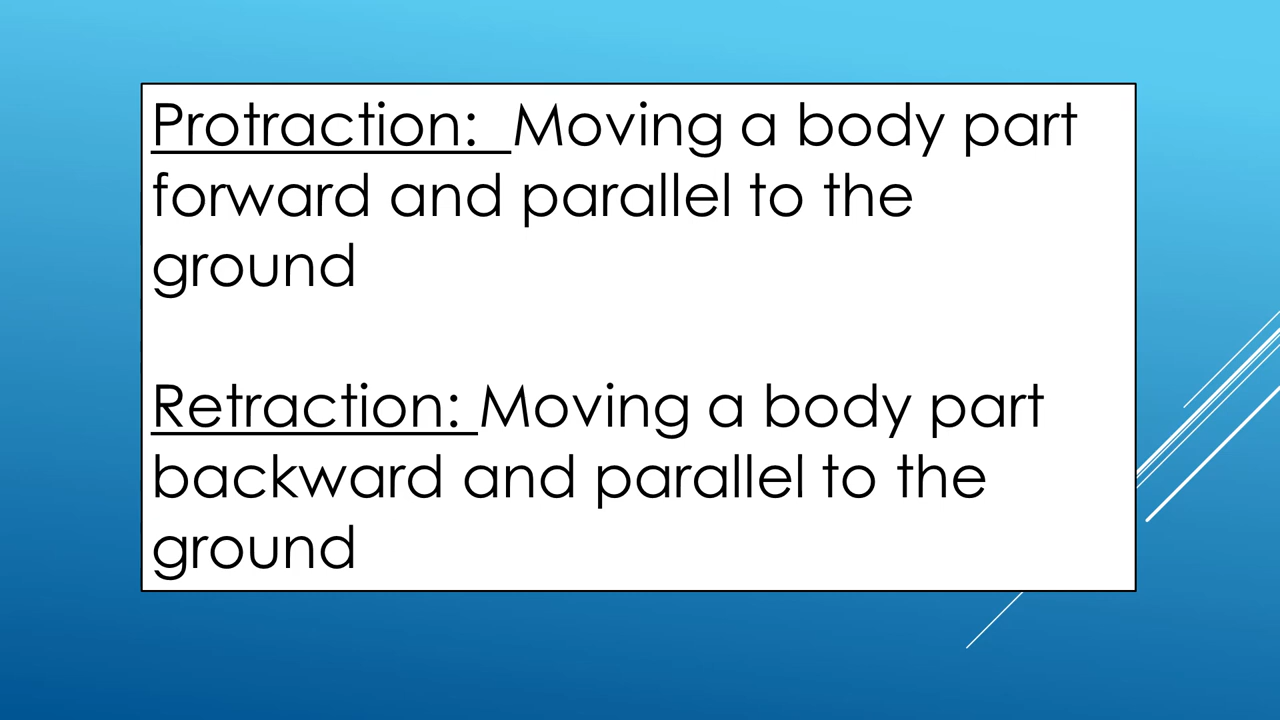 Protraction: Moving a body part
forward and parallel to the
ground
Retraction: Moving a body part
backward and parallel to the
ground